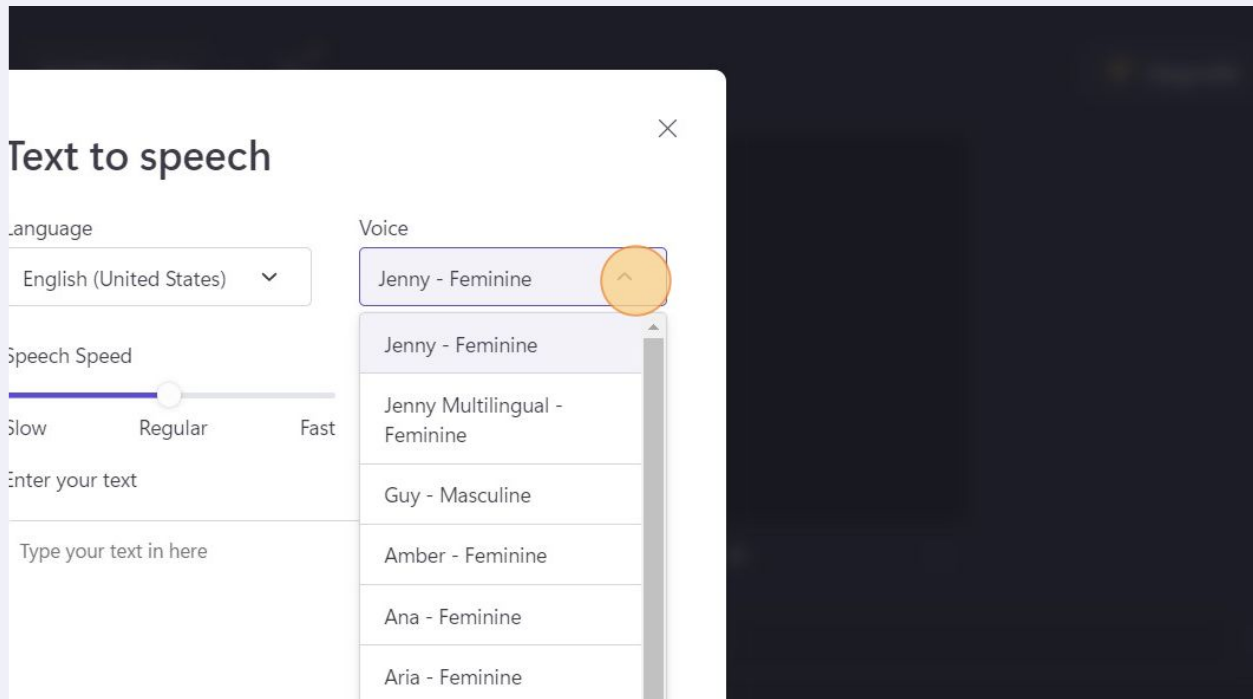 Text to speech
Language
Voice
English (United States)
Jenny - Feminine
Speech Speed
Jenny - Feminine
Slow
Regular
Fast
Jenny Multilingual -
Feminine
Enter your text
Guy - Masculine
Type your text in here
Amber - Feminine
Ana - Feminine
Aria - Feminine